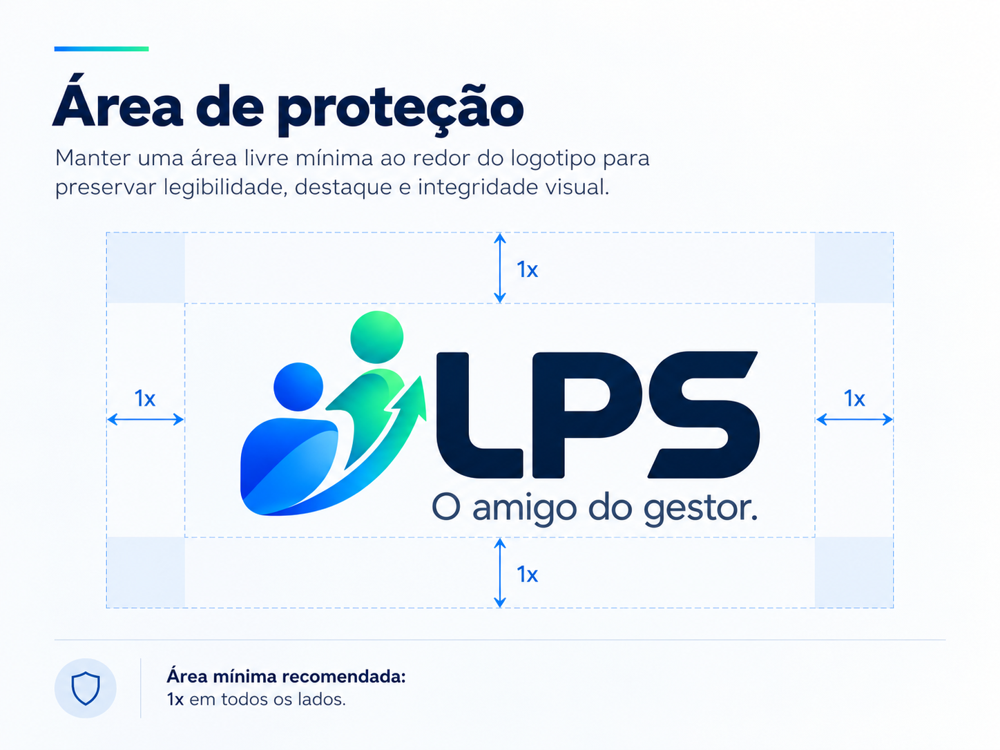 Área de proteção
Manter uma área livre mínima ao redor do logotipo para
preservar legibilidade, destaque e integridade visual.
1x
1x
1x
LPS
O amigo do gestor.
1x
Área mínima recomendada:
1x em todos os lados.